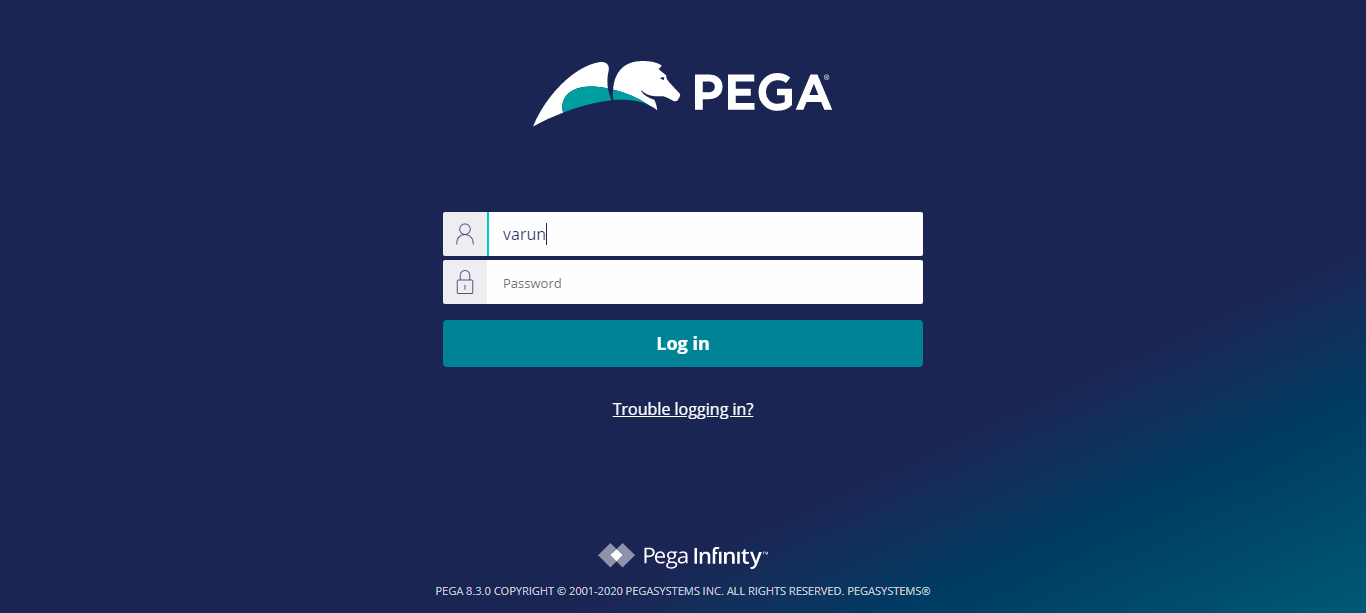 PEGA®
varun
Password
Log in
Trouble logging in?
Pega Infinity™
PEGA 8.3.0 COPYRIGHT © 2001-2020 PEGASYSTEMS INC. ALL RIGHTS RESERVED. PEGASYSTEMS®